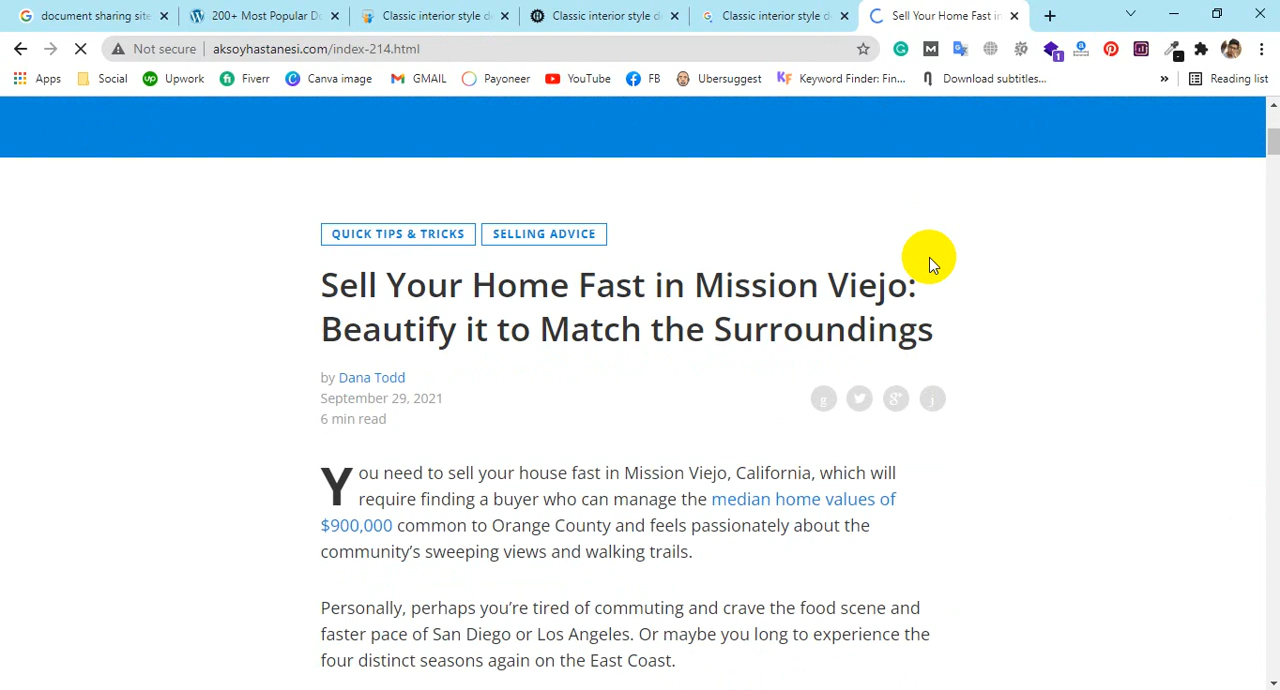 document sharing site
200+ Most Popular Do
Classic interior style d
Classic interior style d
Classic interior style d
Sell Your Home Fast in
Not secure
aksoyhastanesi.com/index-214.html
Apps
Social
Upwork
Fiverr
Canva image
GMAIL
Payoneer
YouTube
FB
Ubersuggest
Keyword Finder: Fin...
Download subtitles...
»
Reading list
QUICK TIPS & TRICKS
SELLING ADVICE
Sell Your Home Fast in Mission Viejo:
Beautify it to Match the Surroundings
by Dana Todd
September 29, 2021
6 min read
You need to sell your house fast in Mission Viejo, California, which will
require finding a buyer who can manage the median home values of
$900,000 common to Orange County and feels passionately about the
community’s sweeping views and walking trails.
Personally, perhaps you’re tired of commuting and crave the food scene and
faster pace of San Diego or Los Angeles. Or maybe you long to experience the
four distinct seasons again on the East Coast.